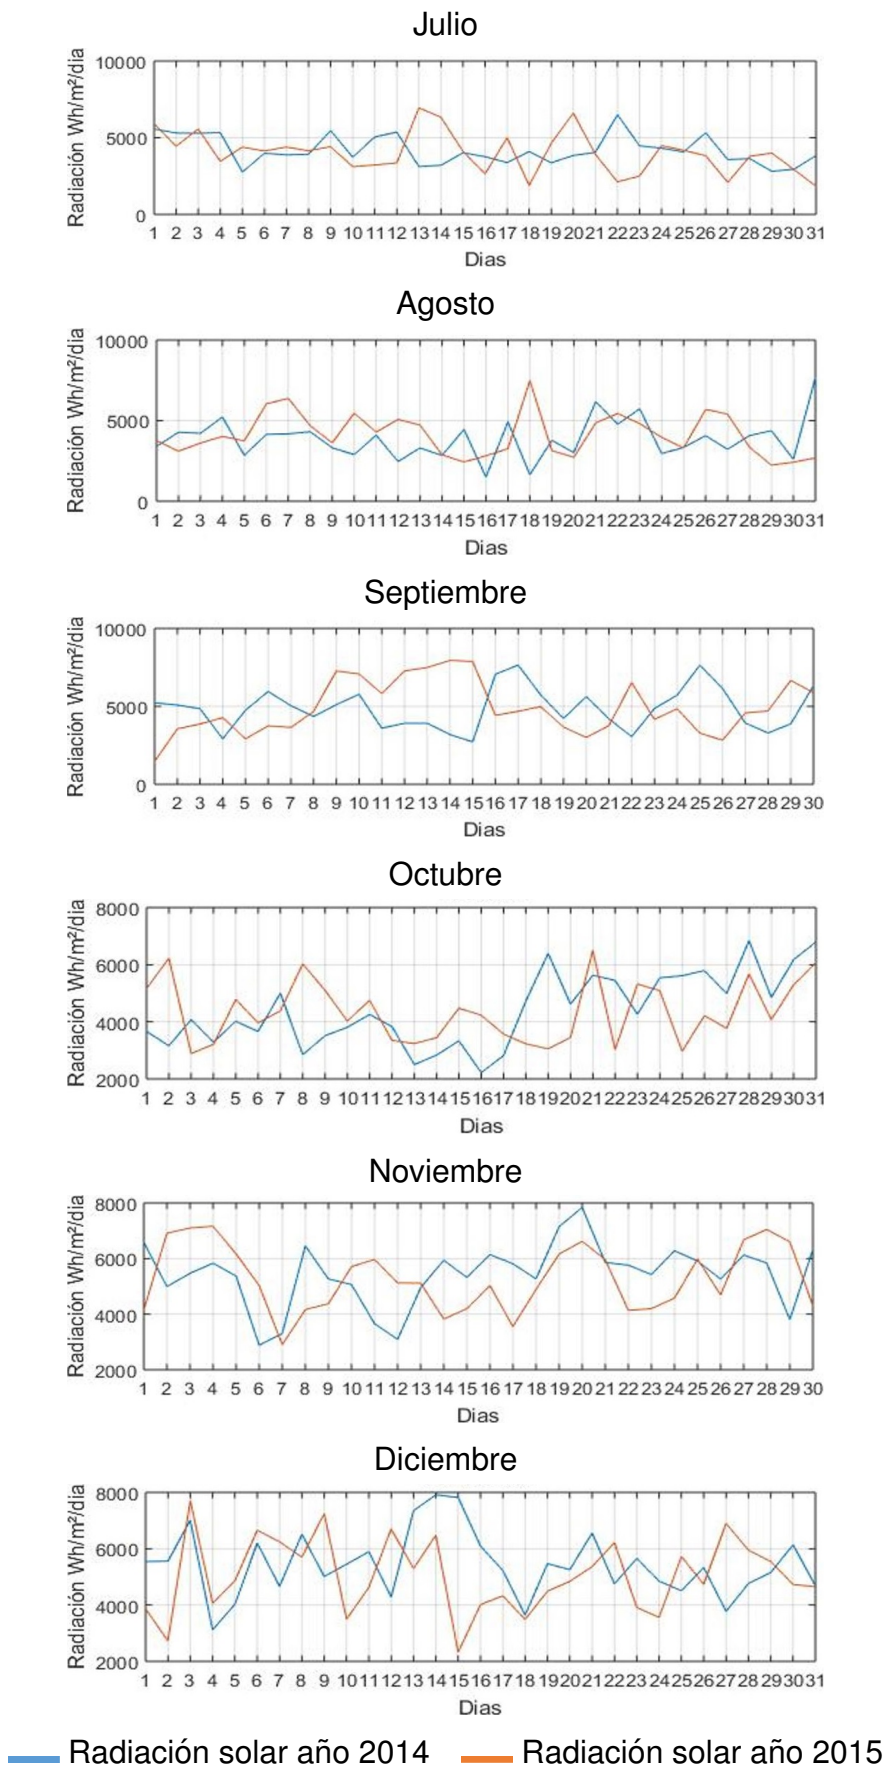 Julio
Radiación Wh/m²/dia
10000
5000
0
1 2 3 4 5 6 7 8 9 10 11 12 13 14 15 16 17 18 19 20 21 22 23 24 25 26 27 28 29 30 31
Dias
Agosto
Radiación Wh/m²/dia
10000
5000
0
1 2 3 4 5 6 7 8 9 10 11 12 13 14 15 16 17 18 19 20 21 22 23 24 25 26 27 28 29 30 31
Dias
Septiembre
Radiación Wh/m²/dia
10000
5000
0
1 2 3 4 5 6 7 8 9 10 11 12 13 14 15 16 17 18 19 20 21 22 23 24 25 26 27 28 29 30
Dias
Octubre
Radiación Wh/m²/dia
8000
6000
4000
2000
1 2 3 4 5 6 7 8 9 10 11 12 13 14 15 16 17 18 19 20 21 22 23 24 25 26 27 28 29 30 31
Dias
Noviembre
Radiación Wh/m²/dia
8000
6000
4000
2000
1 2 3 4 5 6 7 8 9 10 11 12 13 14 15 16 17 18 19 20 21 22 23 24 25 26 27 28 29 30
Dias
Diciembre
Radiación Wh/m²/dia
8000
6000
4000
2000
1 2 3 4 5 6 7 8 9 10 11 12 13 14 15 16 17 18 19 20 21 22 23 24 25 26 27 28 29 30 31
Dias
Radiación solar año 2014 Radiación solar año 2015